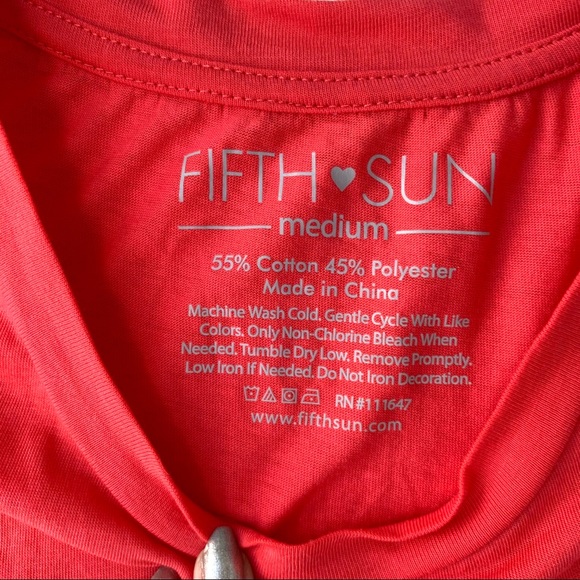 FIFTH♥SUN
medium
55% Cotton 45% Polyester
Made in China
Machine Wash Cold. Gentle Cycle With Like
Colors. Only Non-Chlorine Bleach When
Needed. Tumble Dry Low. Remove Promptly.
Low Iron If Needed. Do Not Iron Decoration.
RN#111647
www.fifthsun.com